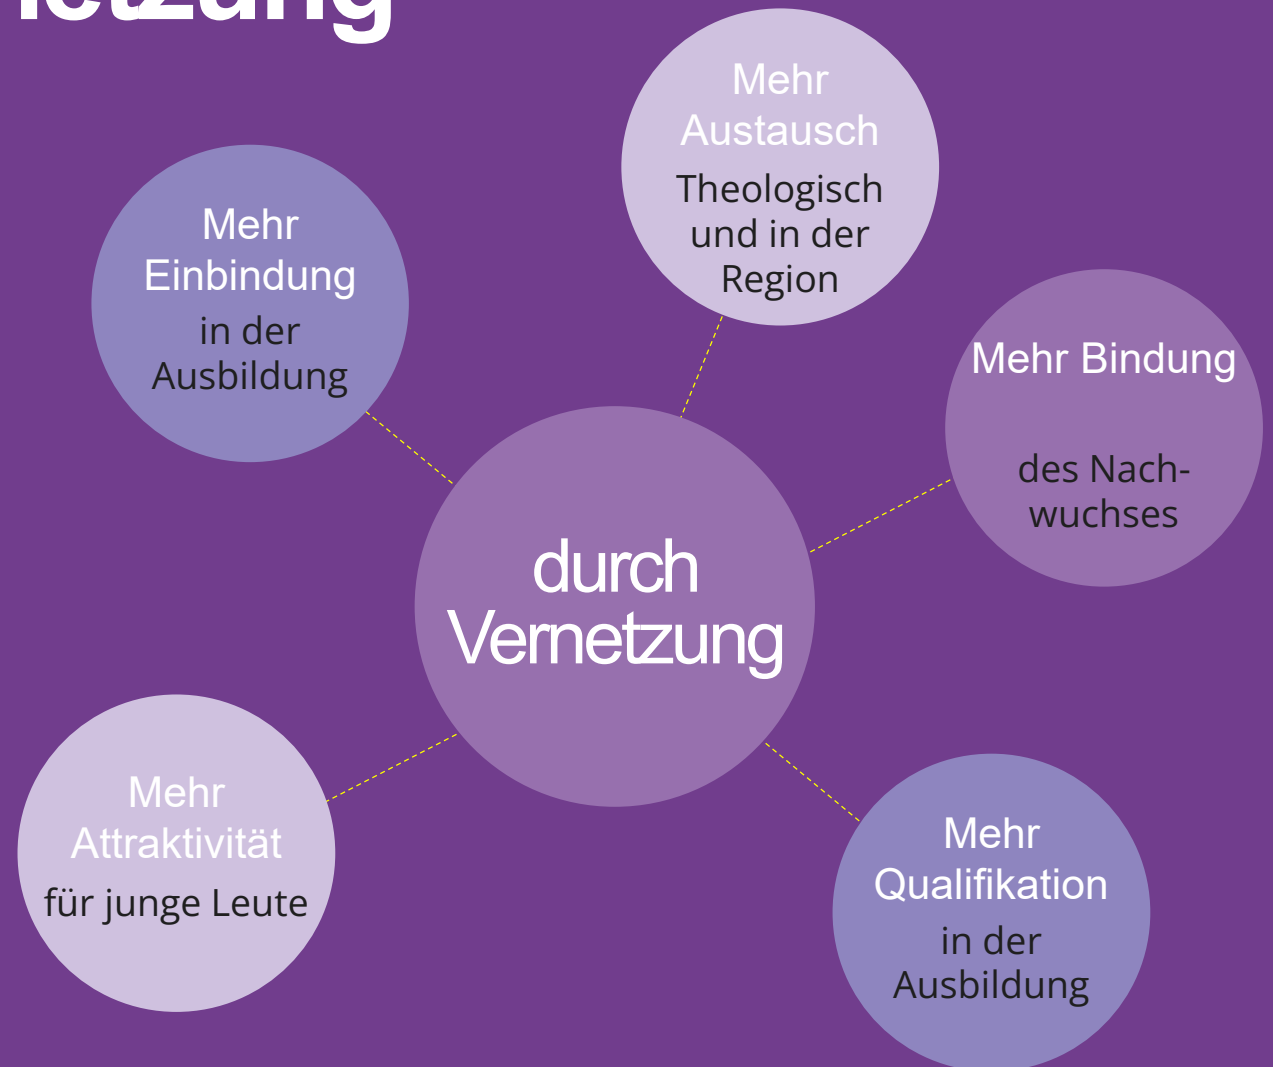 Mehr
Austausch
Theologisch
und in der
Region
Mehr
Einbindung
in der
Ausbildung
Mehr Bindung
des Nach-
wuchses
durch
Vernetzung
Mehr
Attraktivität
für junge Leute
Mehr
Qualifikation
in der
Ausbildung